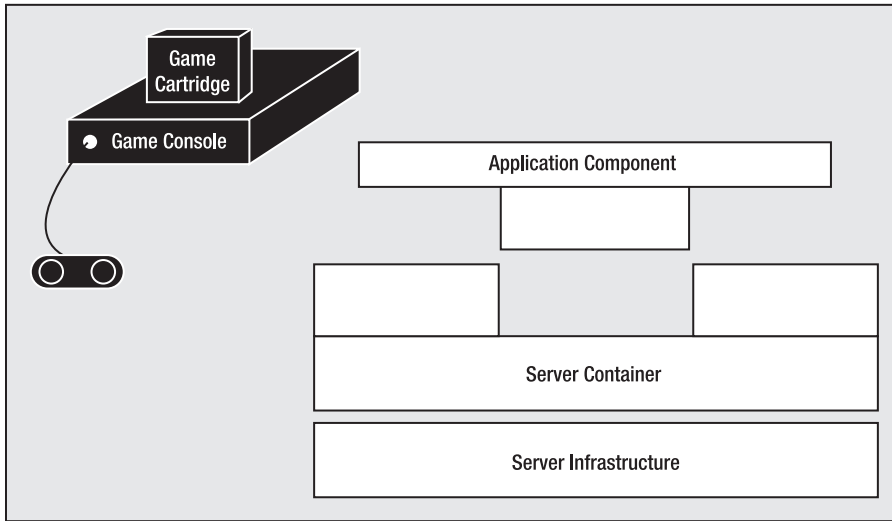 Game
Cartridge
Game Console
Application Component
Server Container
Server Infrastructure